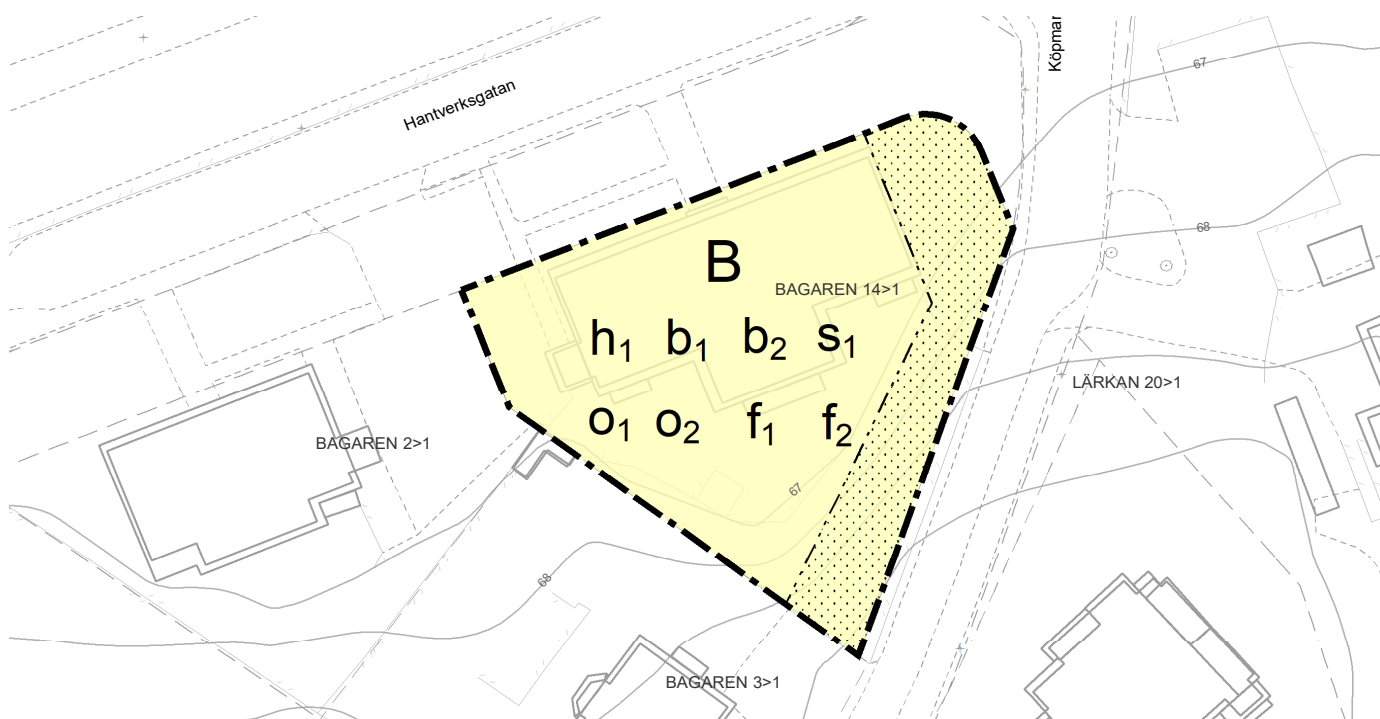 Köpmar
67
Hantverksgatan
68
B
BAGAREN 14>1
h₁ b₁ b₂ s₁
LÄRKAN 20>1
o₁ o₂ f₁ f₂
BAGAREN 2>1
67
68
BAGAREN 3>1